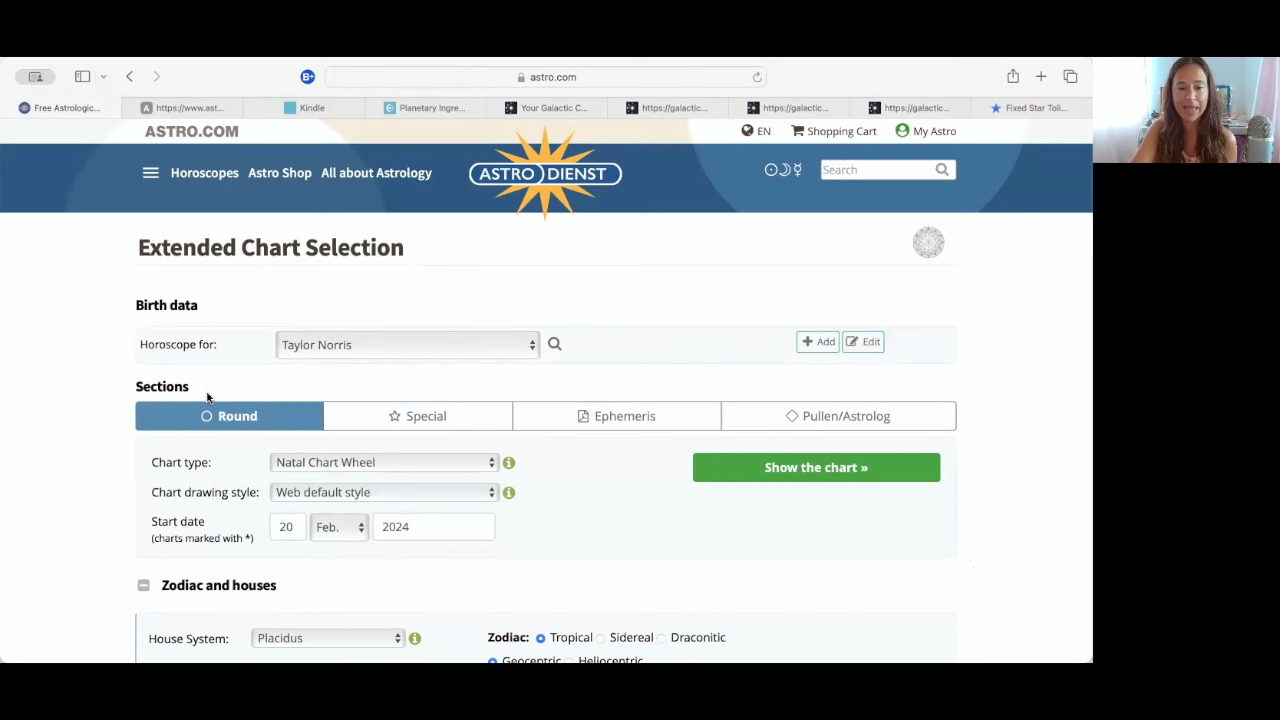 B+
astro.com
Free Astrologic...
https://www.ast...
Kindle
Planetary Ingre...
Your Galactic C...
https://galactic...
https://galactic...
https://galactic...
Fixed Star Toli...
ASTRO.COM
EN
Shopping Cart
My Astro
Horoscopes
Astro Shop
All about Astrology
ASTRO DIENST
Search
Extended Chart Selection
Birth data
Horoscope for:
Taylor Norris
Add
Edit
Sections
Round
Special
Ephemeris
Pullen/Astrolog
Chart type:
Natal Chart Wheel
Show the chart »
Chart drawing style:
Web default style
Start date
(charts marked with *)
20
Feb.
2024
Zodiac and houses
House System:
Placidus
Zodiac:
Tropical
Sidereal
Draconitic
Geocentric
Heliocentric